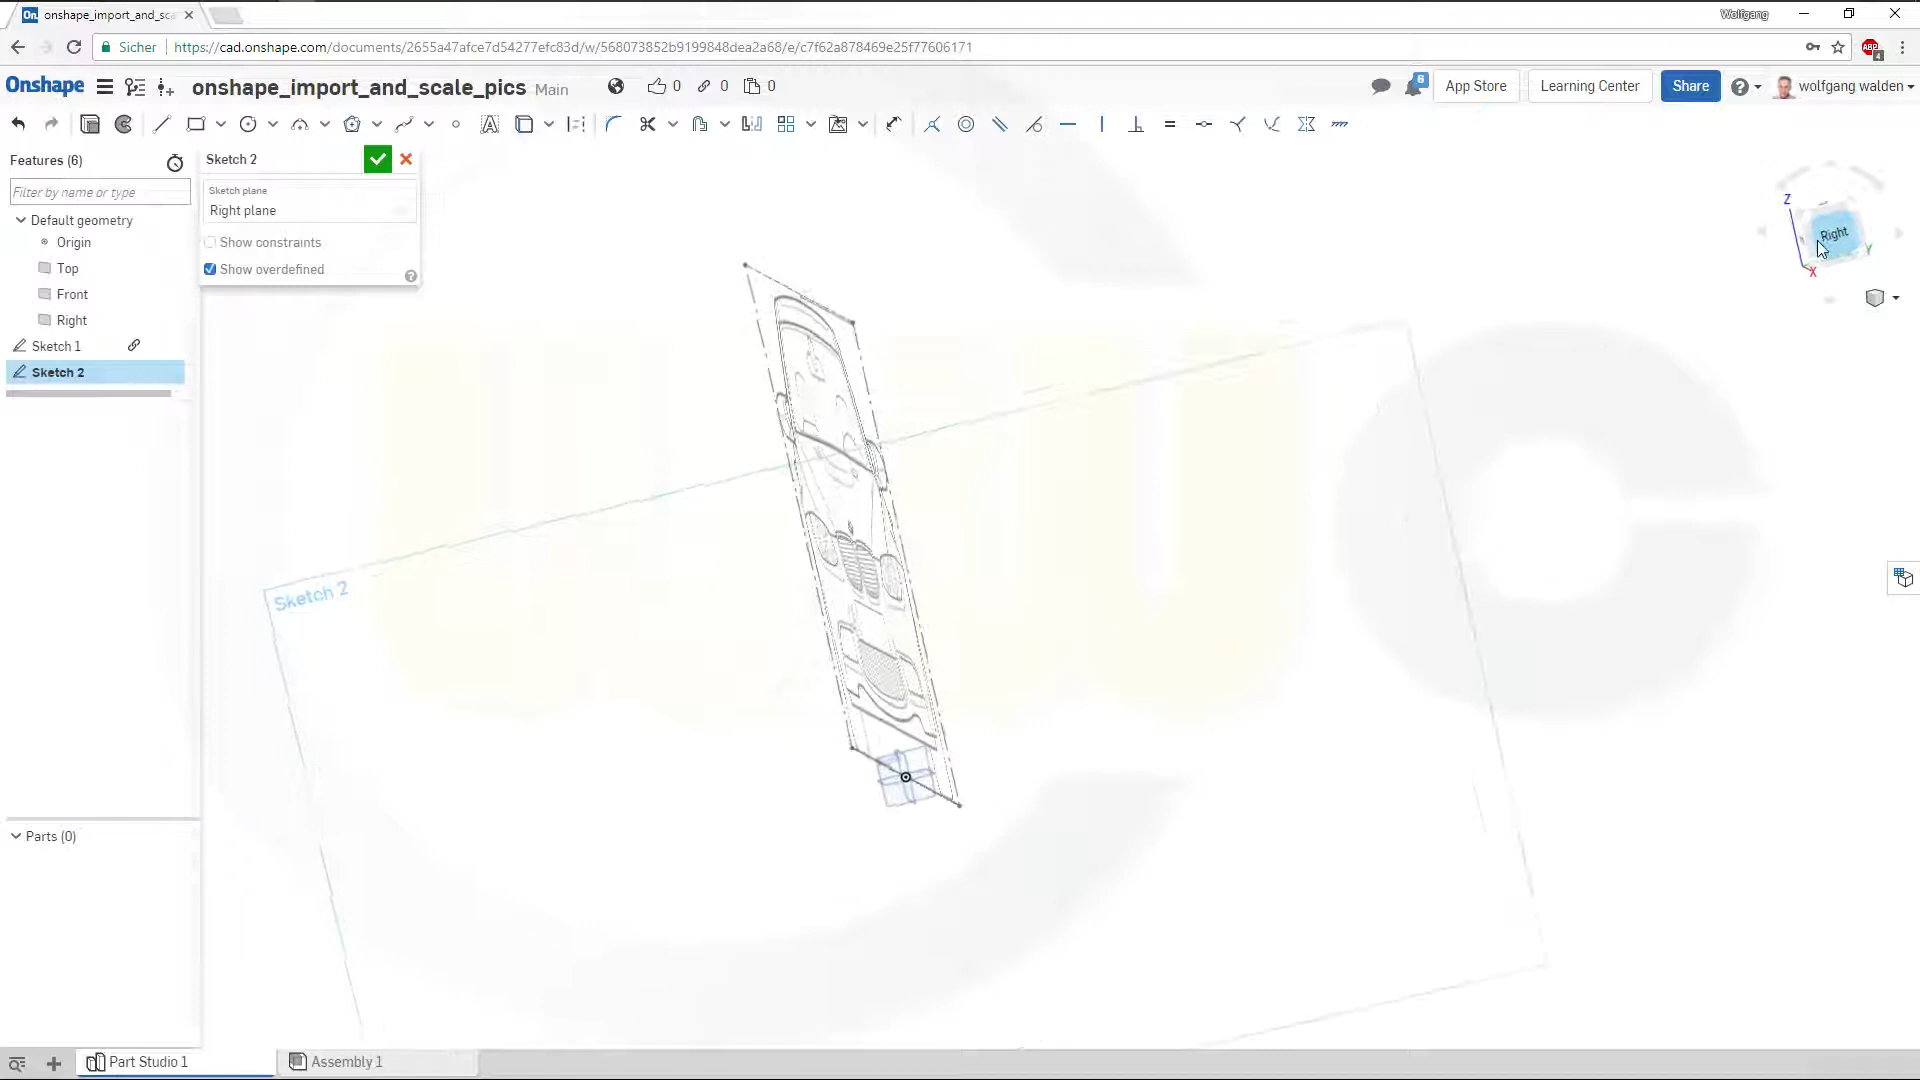 onshape_import_and_sca
Wolfgang
Sicher
https://cad.onshape.com/documents/2655a47afce7d54277efc83d/w/568073852b9199848dea2a68/e/c7f62a878469e25f77606171
ABP
4
Onshape
onshape_import_and_scale_pics
Main
0
0
0
6
App Store
Learning Center
Share
wolfgang walden
Features (6)
Filter by name or type
Default geometry
Origin
Top
Front
Right
Sketch 1
Sketch 2
Sketch 2
Sketch plane
Right plane
Show constraints
Show overdefined
Sketch 2
Z
Right
Y
X
Parts (0)
Part Studio 1
Assembly 1